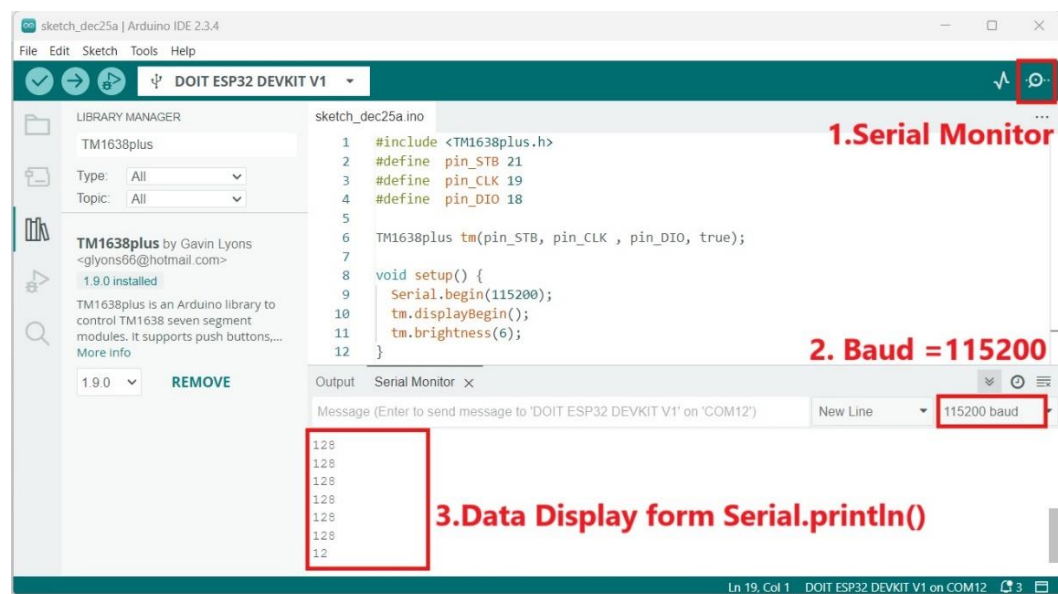 sketch_dec25a | Arduino IDE 2.3.4
File Edit Sketch Tools Help
DOIT ESP32 DEVKIT V1
LIBRARY MANAGER
TM1638plus
Type: All
Topic: All
TM1638plus by Gavin Lyons
<glyons66@hotmail.com>
1.9.0 installed
TM1638plus is an Arduino library to
control TM1638 seven segment
modules. It supports push buttons,...
More info
1.9.0 REMOVE
sketch_dec25a.ino
1.Serial Monitor
1 #include <TM1638plus.h>
2 #define pin_STB 21
3 #define pin_CLK 19
4 #define pin_DIO 18
5
6 TM1638plus tm(pin_STB, pin_CLK , pin_DIO, true);
7
8 void setup() {
9 Serial.begin(115200);
10 tm.displayBegin();
11 tm.brightness(6);
12 }
2. Baud =115200
Output Serial Monitor
Message (Enter to send message to 'DOIT ESP32 DEVKIT V1' on 'COM12') New Line 115200 baud
128
128
128
128
128
128
12
3.Data Display form Serial.println()
Ln 19, Col 1 DOIT ESP32 DEVKIT V1 on COM12 3